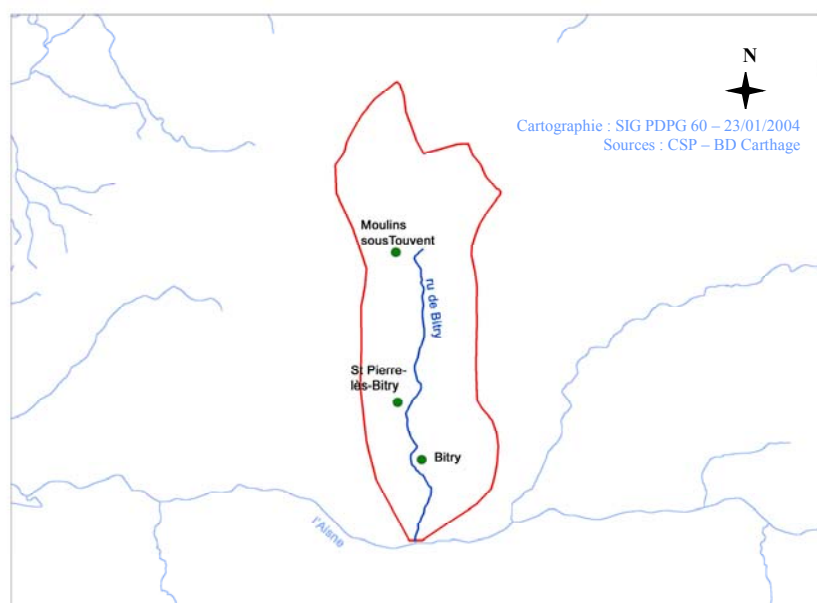 N
Cartographie : SIG PDPG 60 – 23/01/2004
Sources : CSP – BD Carthage
Moulins
sousTouvent
ru de Bitry
St Pierre-
lès-Bitry
Bitry
l'Aisne